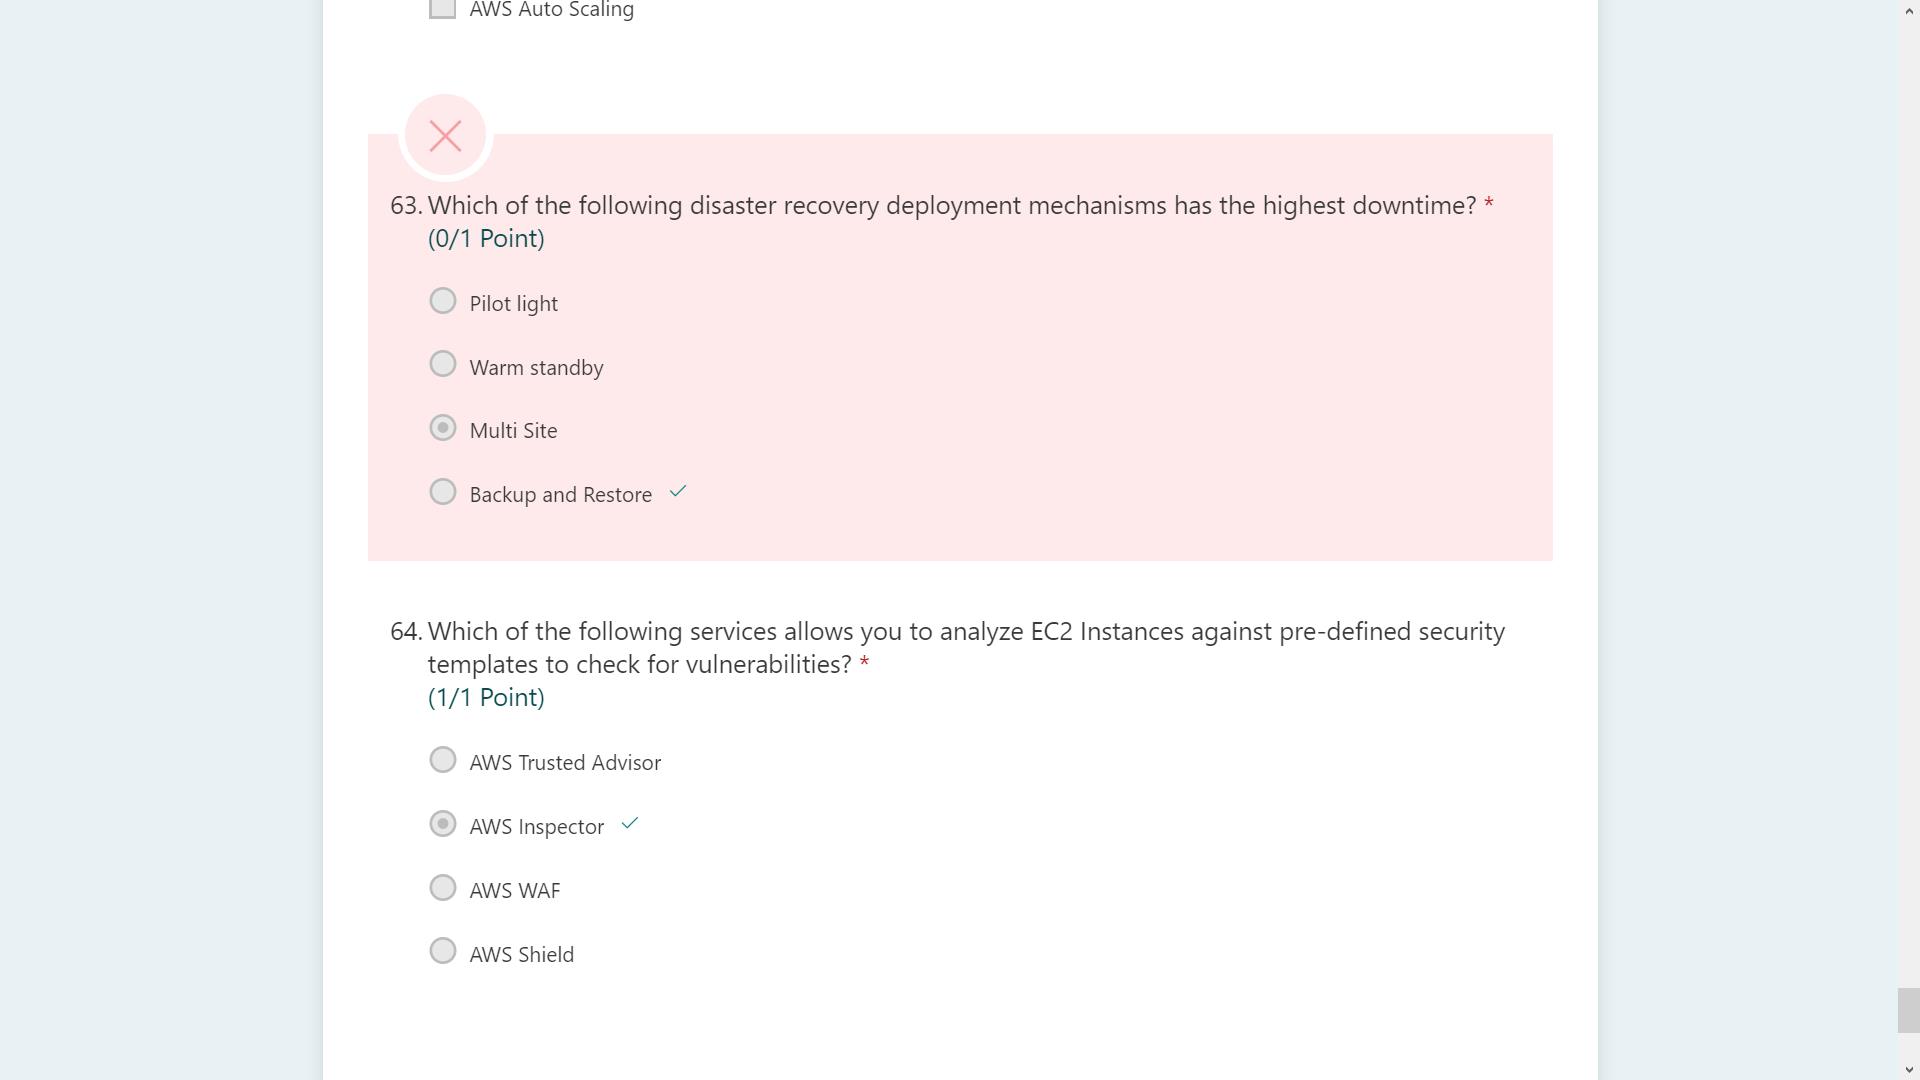 AWS Auto Scaling
63. Which of the following disaster recovery deployment mechanisms has the highest downtime? *
(0/1 Point)
Pilot light
Warm standby
Multi Site
Backup and Restore
64. Which of the following services allows you to analyze EC2 Instances against pre-defined security
templates to check for vulnerabilities? *
(1/1 Point)
AWS Trusted Advisor
AWS Inspector
AWS WAF
AWS Shield